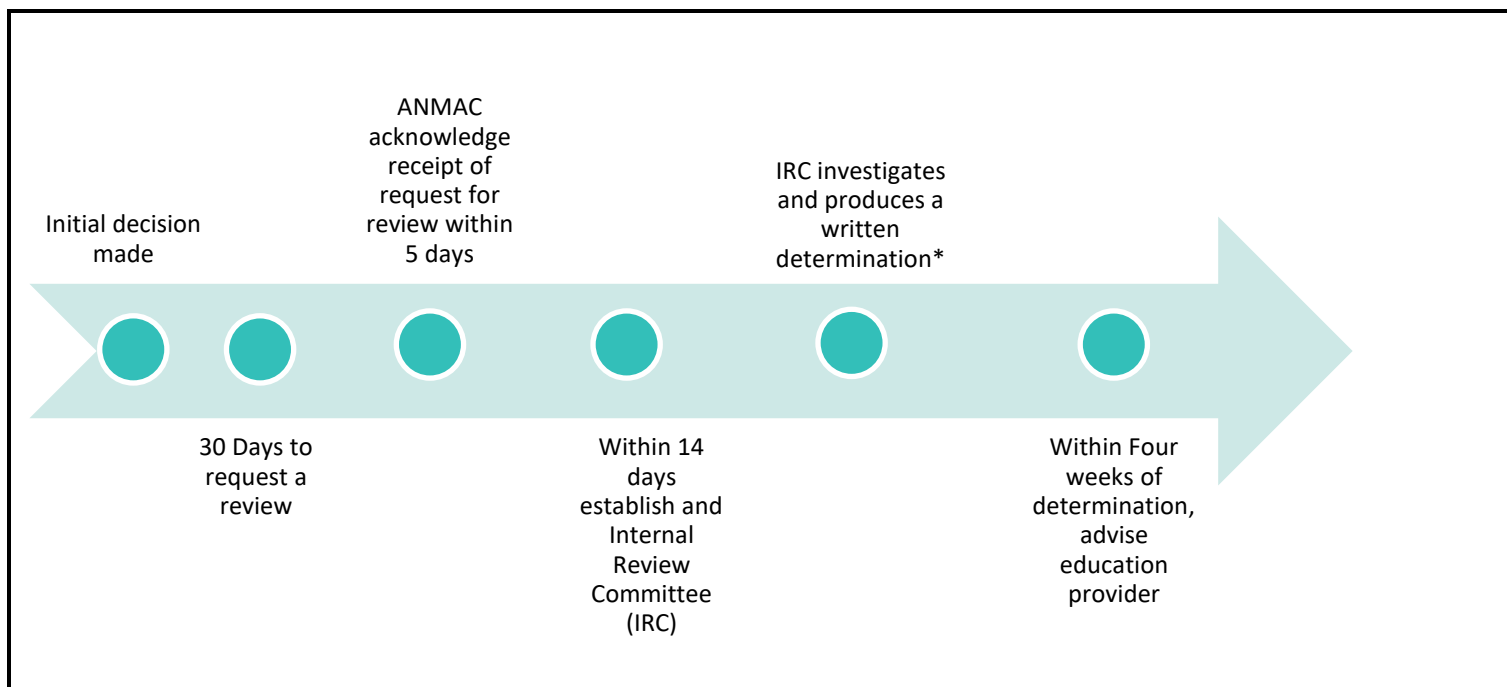 Initial decision
made
30 Days to
request a
review
ANMAC
acknowledge
receipt of
request for
review within
5 days
Within 14
days
establish and
Internal
Review
Committee
(IRC)
IRC investigates
and produces a
written
determination*
Within Four
weeks of
determination,
advise
education
provider